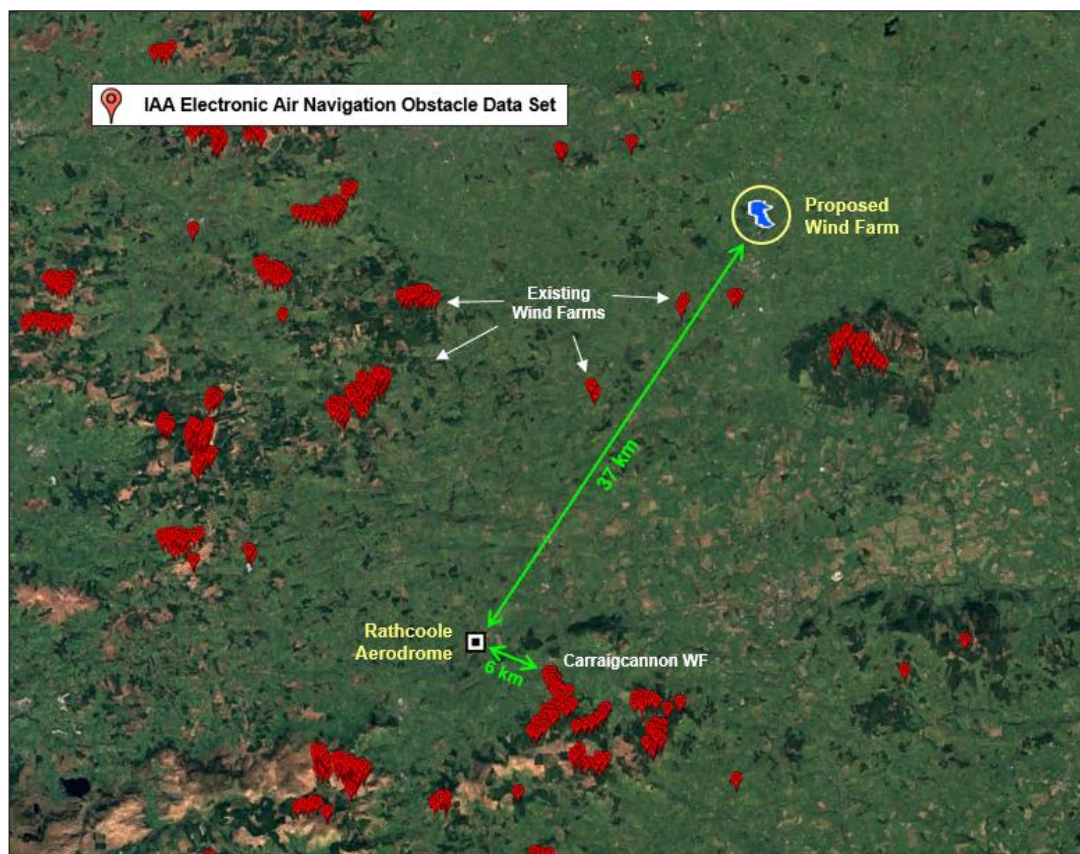 IAA Electronic Air Navigation Obstacle Data Set
Proposed
Wind Farm
Existing
Wind Farms
37 km
Rathcoole
Aerodrome
6 km
Carraigcannon WF